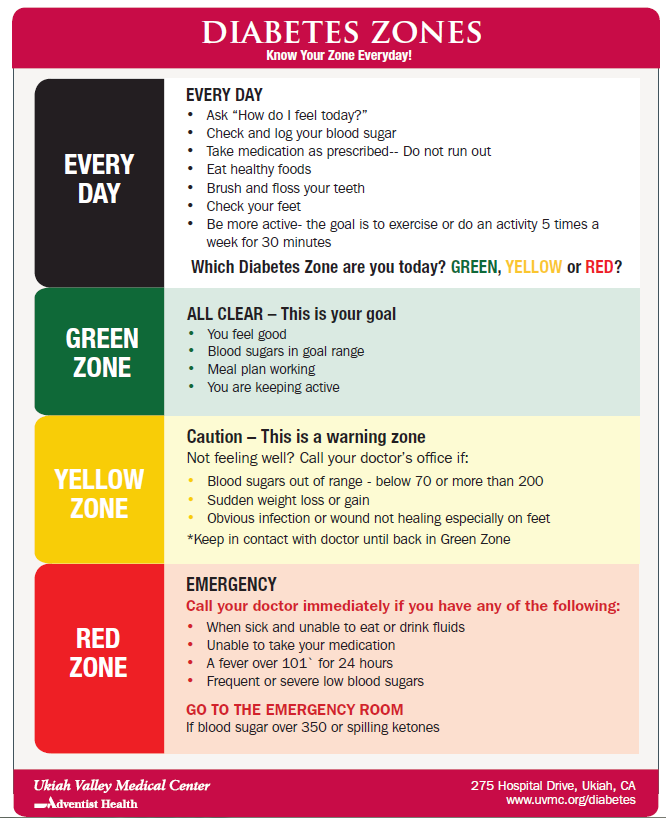 DIABETES ZONES
Know Your Zone Everyday!
EVERY
DAY
EVERY DAY
• Ask “How do I feel today?”
• Check and log your blood sugar
• Take medication as prescribed-- Do not run out
• Eat healthy foods
• Brush and floss your teeth
• Check your feet
• Be more active- the goal is to exercise or do an activity 5 times a
week for 30 minutes
Which Diabetes Zone are you today? GREEN, YELLOW or RED?
GREEN
ZONE
ALL CLEAR – This is your goal
• You feel good
• Blood sugars in goal range
• Meal plan working
• You are keeping active
YELLOW
ZONE
Caution – This is a warning zone
Not feeling well? Call your doctor’s office if:
• Blood sugars out of range - below 70 or more than 200
• Sudden weight loss or gain
• Obvious infection or wound not healing especially on feet
*Keep in contact with doctor until back in Green Zone
RED
ZONE
EMERGENCY
Call your doctor immediately if you have any of the following:
• When sick and unable to eat or drink fluids
• Unable to take your medication
• A fever over 101` for 24 hours
• Frequent or severe low blood sugars
GO TO THE EMERGENCY ROOM
If blood sugar over 350 or spilling ketones
Ukiah Valley Medical Center
Adventist Health
275 Hospital Drive, Ukiah, CA
www.uvmc.org/diabetes